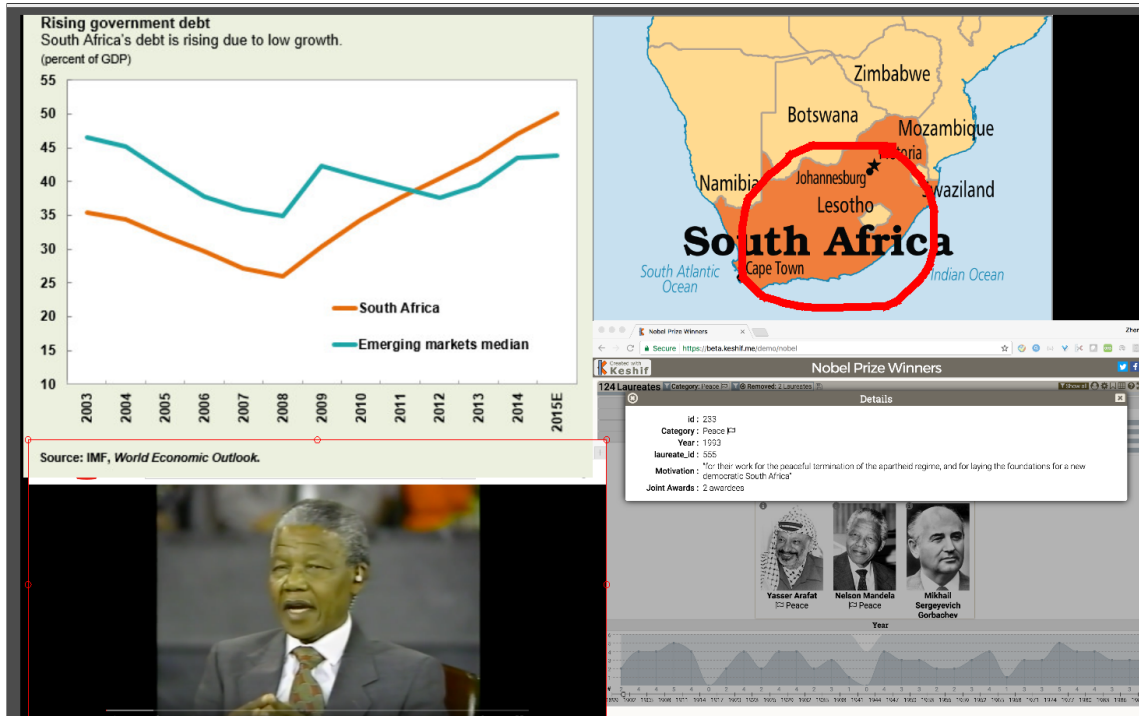 Rising government debt
South Africa's debt is rising due to low growth.
(percent of GDP)
55
50
45
40
35
30
25
20
15
10
South Africa
Emerging markets median
2003
2004
2005
2006
2007
2008
2009
2010
2011
2012
2013
2014
2015E
Source: IMF, World Economic Outlook.
Zimbabwe
Botswana
Mozambique
Namibia
Johannesburg
Lesotho
South Africa
Cape Town
South Atlantic
Ocean
Indian Ocean
Nobel Prize Winners
Secure https://beta.keshif.me/demo/nobel
Created with
Keshif
Nobel Prize Winners
124 Laureates Category: Peace Removed: 2 Laureates
Details
id : 233
Category : Peace
Year : 1993
laureate_id : 555
Motivation : "for their work for the peaceful termination of the apartheid regime, and for laying the foundations for a new
democratic South Africa"
Joint Awards : 2 awardees
Yasser Arafat
Peace
Nelson Mandela
Peace
Mikhail
Sergeyevich
Gorbachev
Year